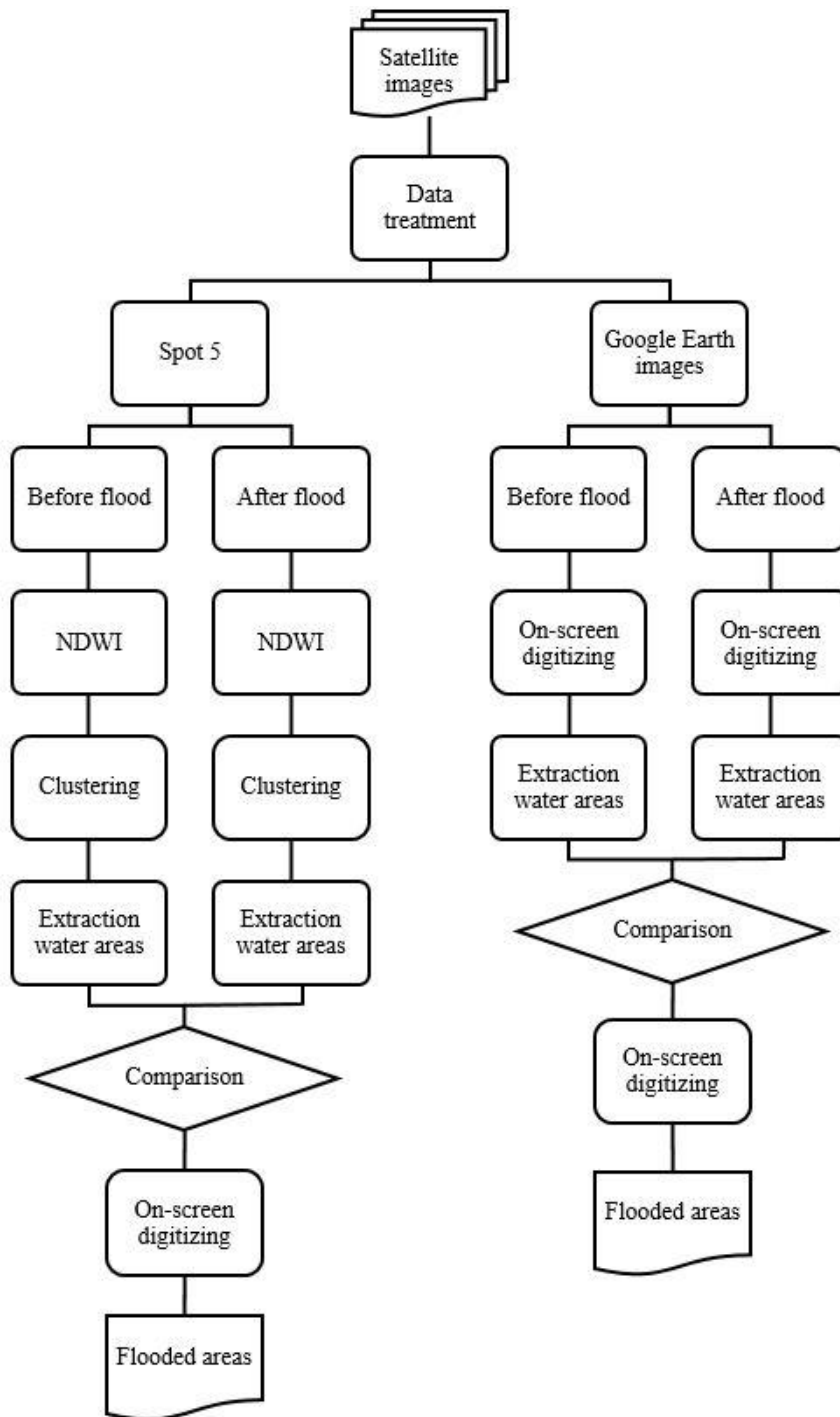 Satellite
images
Data
treatment
Spot 5
Google Earth
images
Before flood
After flood
Before flood
After flood
NDWI
NDWI
On-screen
digitizing
On-screen
digitizing
Clustering
Clustering
Extraction
water areas
Extraction
water areas
Extraction
water areas
Extraction
water areas
Comparison
Comparison
On-screen
digitizing
On-screen
digitizing
Flooded areas
Flooded areas